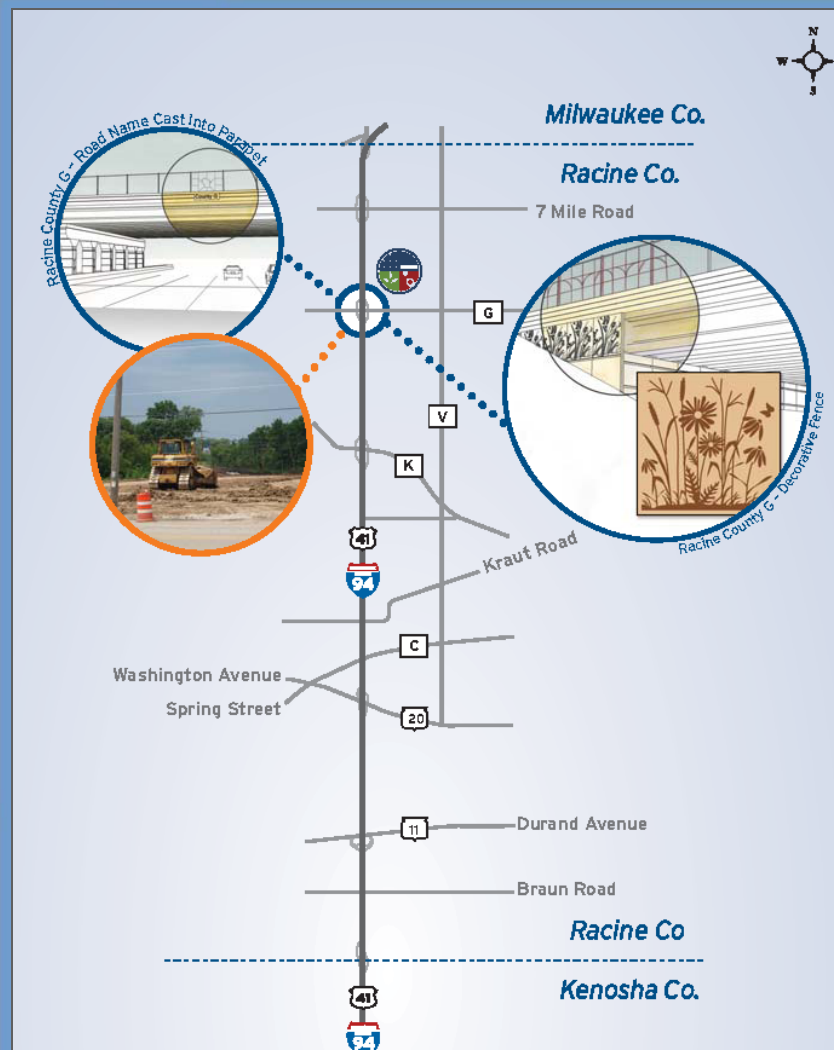 N
W
S
Milwaukee Co.
Racine County G - Road Name Cast Into Parapet
Racine Co.
County G
7 Mile Road
G
V
K
Racine County G - Decorative Fence
41
94
Kraut Road
C
Washington Avenue
Spring Street
20
11
Durand Avenue
Braun Road
Racine Co
Kenosha Co.
41
94